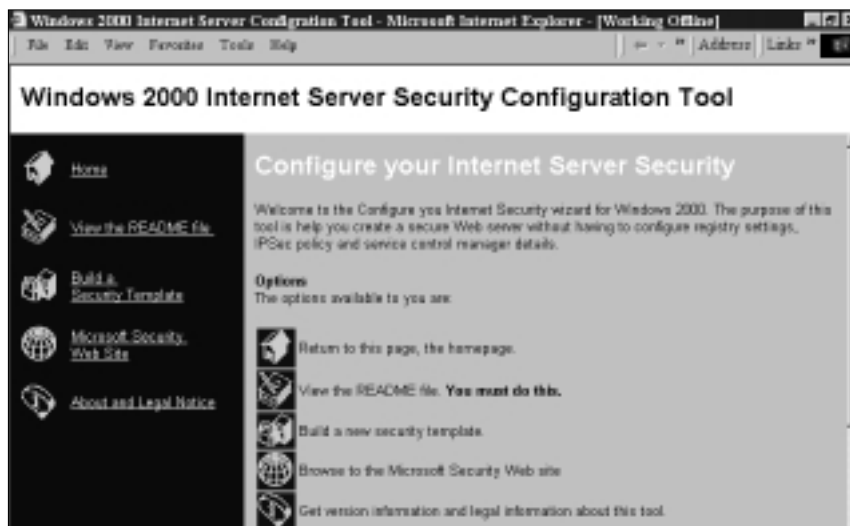 Windows 2000 Internet Server Configration Tool - Microsoft Internet Explorer - [Working Offline]
File Edit View Favorites Tools Help
Address Links
Windows 2000 Internet Server Security Configuration Tool
Home
View the README file.
Build a
Security Template
Microsoft Security
Web Site
About and Legal Notice
Configure your Internet Server Security
Welcome to the Configure you Internet Security wizard for Windows 2000. The purpose of this
tool is help you create a secure Web server without having to configure registry settings,
IPSec policy and service control manager details.
Options
The options available to you are:
Return to this page, the homepage.
View the README file. You must do this.
Build a new security template.
Browse to the Microsoft Security Web site
Get version information and legal information about this tool.